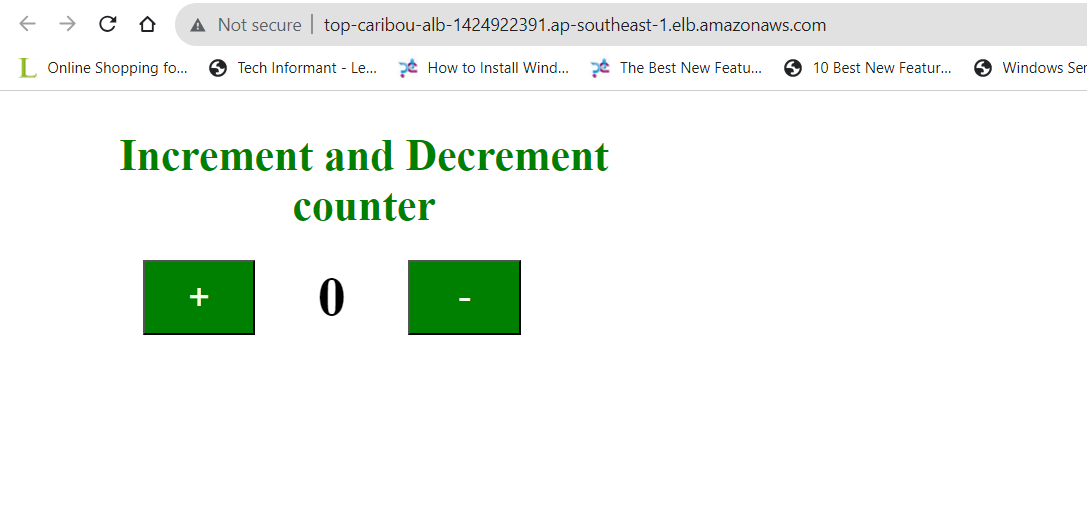 Not secure | top-caribou-alb-1424922391.ap-southeast-1.elb.amazonaws.com
L Online Shopping fo... Tech Informant - Le... How to Install Wind... The Best New Featu... 10 Best New Featur... Windows Ser
Increment and Decrement
counter
+ 0 -